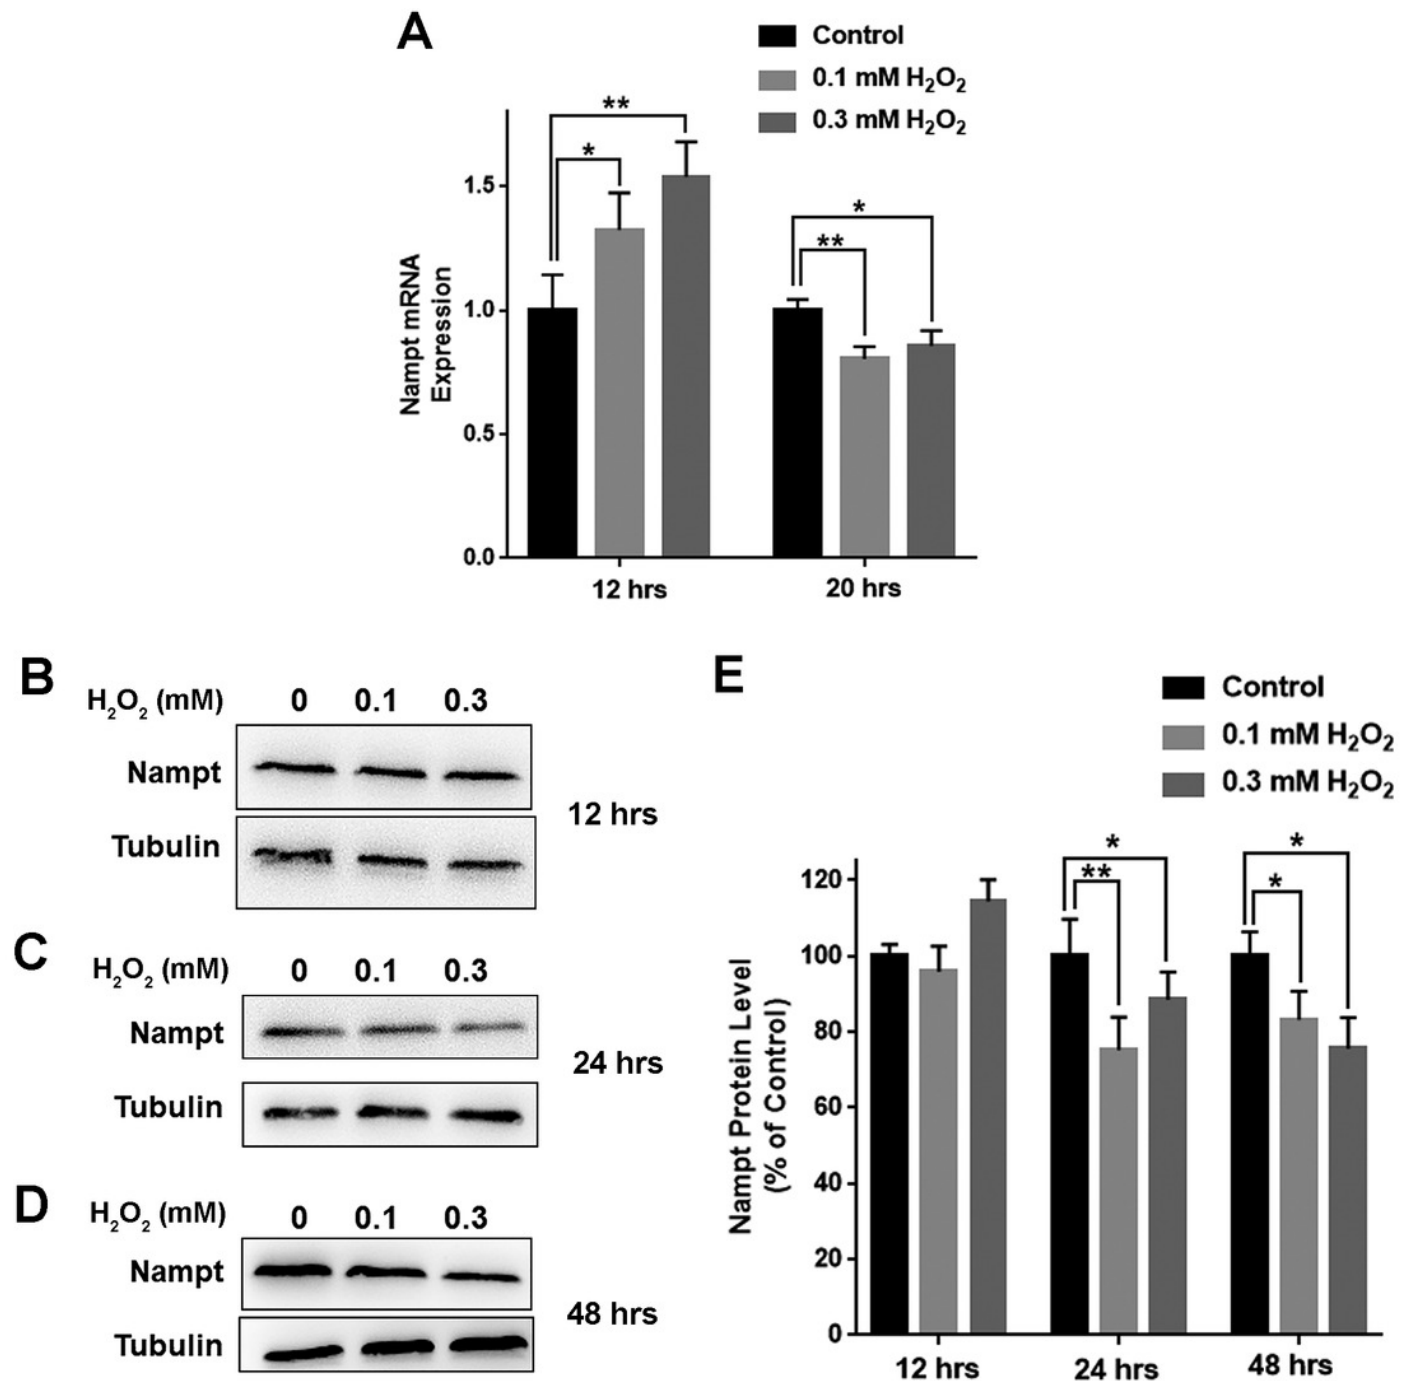 A
Control
0.1 mM H₂O₂
0.3 mM H₂O₂
**
*
*
**
Nampt mRNA
Expression
1.5
1.0
0.5
0.0
12 hrs
20 hrs
B
H₂O₂ (mM)
0 0.1 0.3
Nampt
Tubulin
12 hrs
C
H₂O₂ (mM)
0 0.1 0.3
Nampt
Tubulin
24 hrs
D
H₂O₂ (mM)
0 0.1 0.3
Nampt
Tubulin
48 hrs
E
Control
0.1 mM H₂O₂
0.3 mM H₂O₂
*
**
*
*
Nampt Protein Level
(% of Control)
120
100
80
60
40
20
0
12 hrs
24 hrs
48 hrs